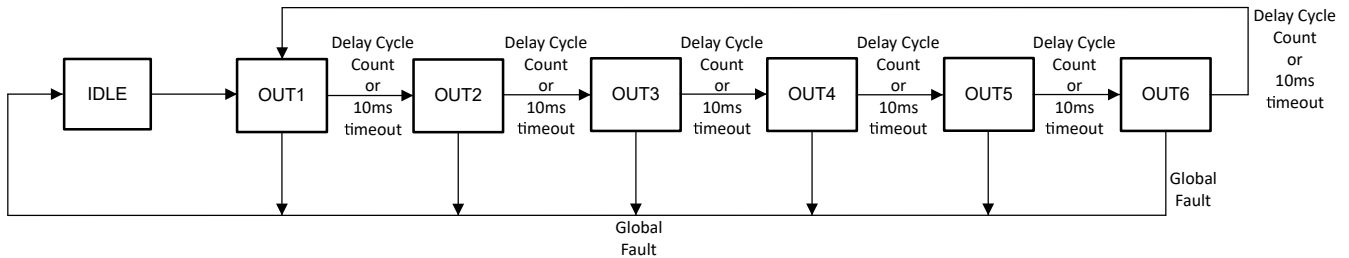 Delay Cycle
Count
or
10ms
timeout
Delay Cycle
Count
or
10ms
timeout
Delay Cycle
Count
or
10ms
timeout
Delay Cycle
Count
or
10ms
timeout
Delay Cycle
Count
or
10ms
timeout
Delay Cycle
Count
or
10ms
timeout
IDLE
OUT1
OUT2
OUT3
OUT4
OUT5
OUT6
Global
Fault
Global
Fault